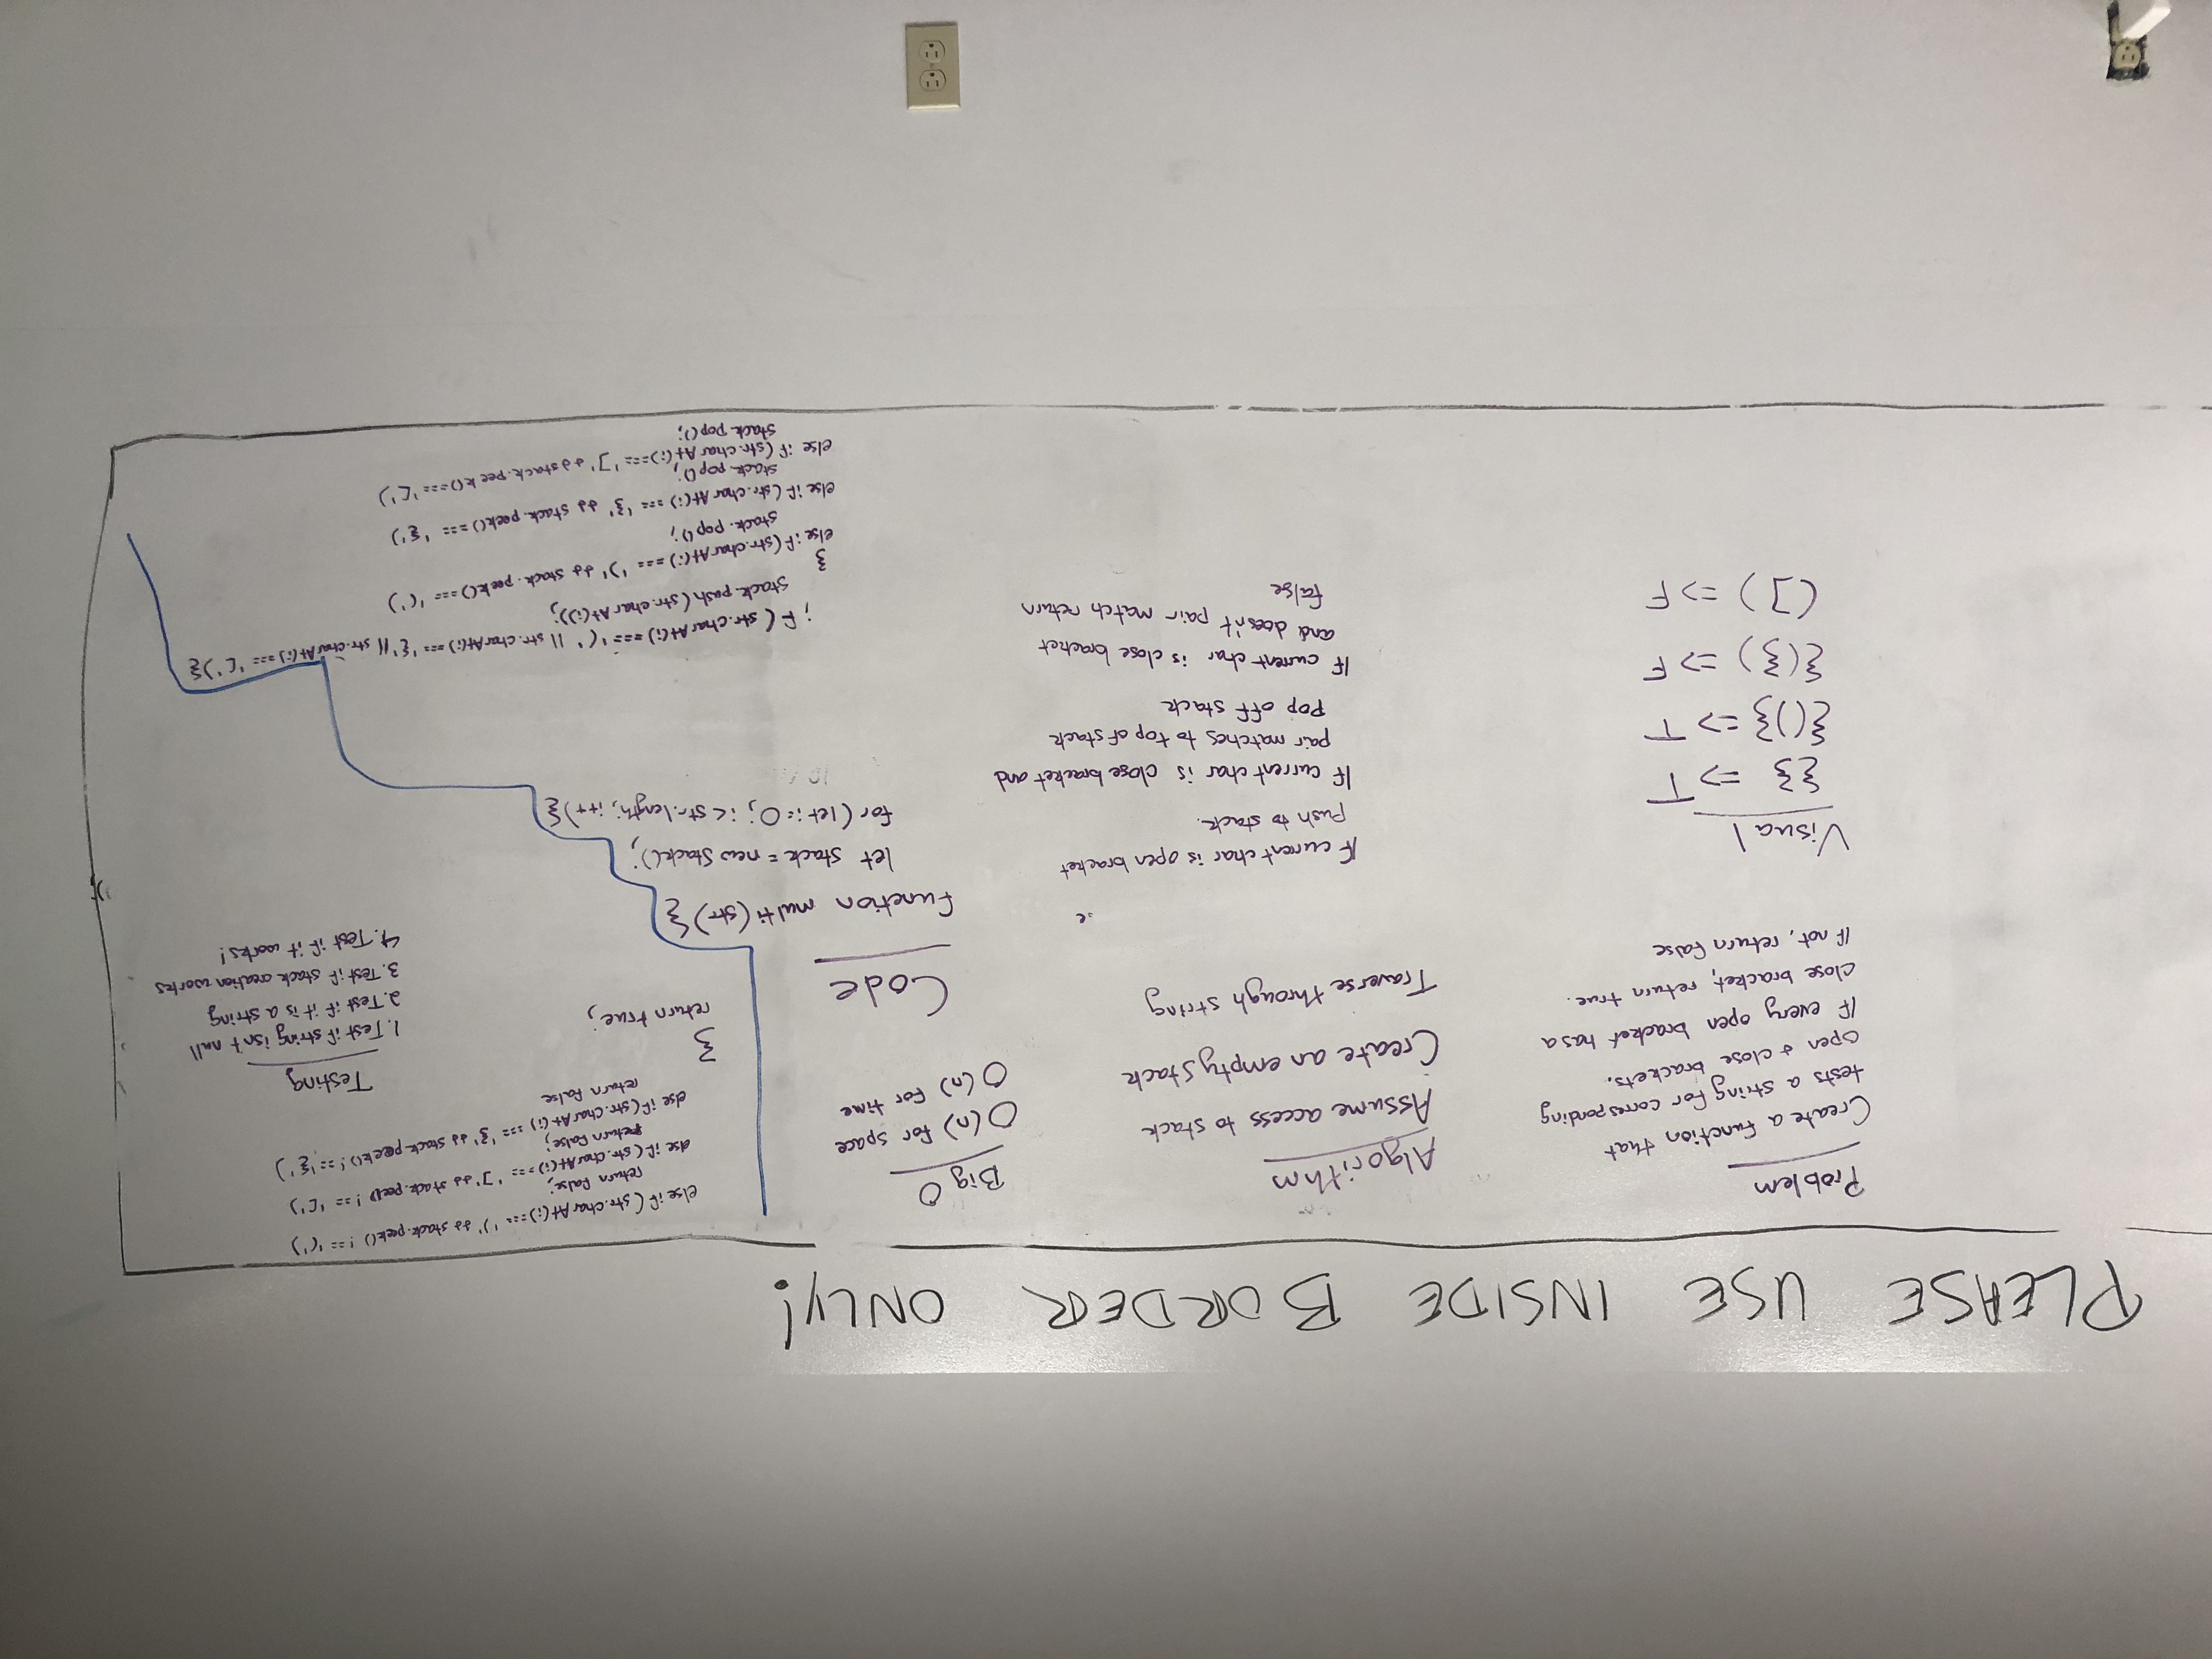 PLEASE USE INSIDE BORDER ONLY!
Problem
Create a function that
tests a string for corresponding
open & close brackets.
If every open bracket has a
close bracket, return true.
If not, return false
Visual
{} => T
{()} => T
{(}) => F
(]) => F
Algorithm
Assume access to stack
Create an empty stack
Traverse through string
If current char is open bracket
push to stack.
If current char is close bracket and
pair matches to top of stack
pop off stack
If current char is close bracket
and doesn't pair match return
false
Big O
O(n) for space
O(n) for time
Code
function multi(str){
let stack = new Stack();
for (let i=0; i<str.length; i++){
if (str.charAt(i) === '(' || str.charAt(i) === '{' || str.charAt(i) === '['){
stack.push(str.charAt(i));
}
else if (str.charAt(i) === ')' && stack.peek() === '(')
stack.pop();
else if (str.charAt(i) === '}' && stack.peek() === '{')
stack.pop();
else if (str.charAt(i) === ']' && stack.peek() === '[')
stack.pop();
else if (str.charAt(i) === ')' && stack.peek() !== '(')
return false;
else if (str.charAt(i) === ']' && stack.peek() !== '[')
return false;
else if (str.charAt(i) === '}' && stack.peek() !== '{')
return false
}
return true;
Testing
1. Test if string isn't null
2. Test if it is a string
3. Test if stack creation workes
4. Test if it works!